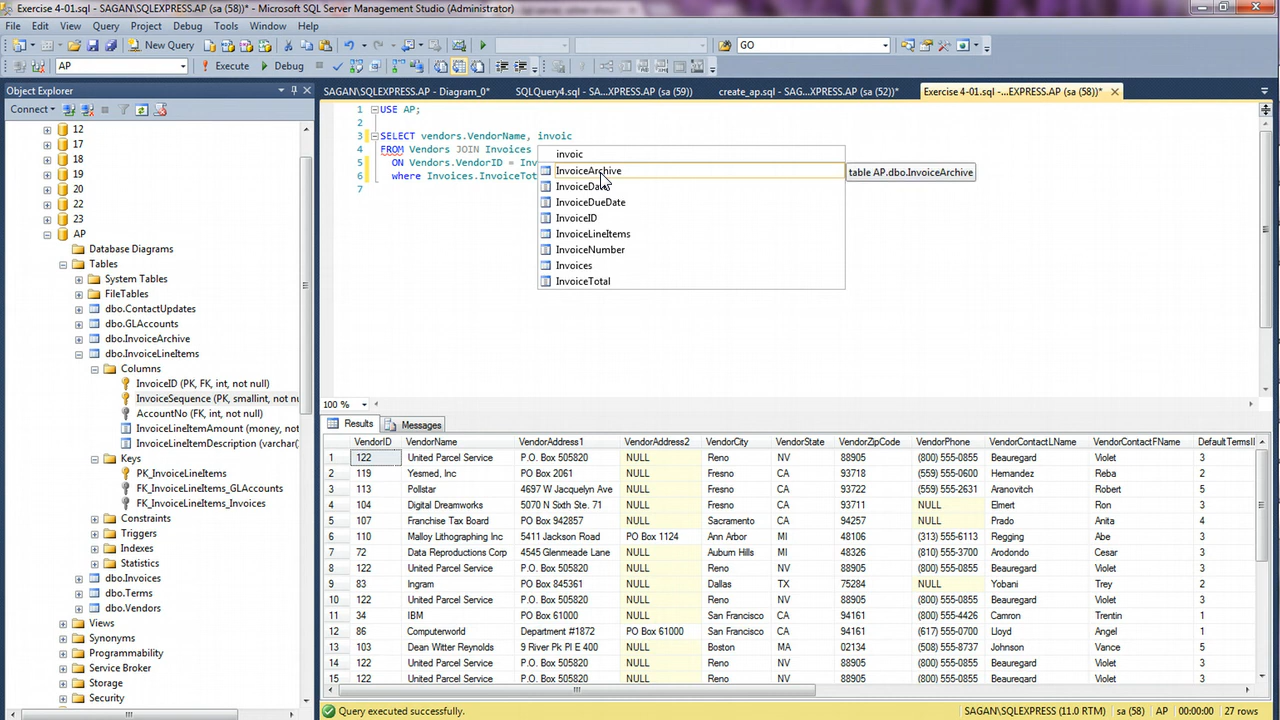 Exercise 4-01.sql - SAGAN\SQLEXPRESS.AP (sa (58))* - Microsoft SQL Server Management Studio (Administrator)
File Edit View Query Project Debug Tools Window Help
New Query GO
AP Execute Debug
Object Explorer
Connect
12
17
18
19
20
22
23
AP
Database Diagrams
Tables
System Tables
FileTables
dbo.ContactUpdates
dbo.GLAccounts
dbo.InvoiceArchive
dbo.InvoiceLineItems
Columns
InvoiceID (PK, FK, int, not null)
InvoiceSequence (PK, smallint, not nu
AccountNo (FK, int, not null)
InvoiceLineItemAmount (money, not
InvoiceLineItemDescription (varchar(
Keys
PK_InvoiceLineItems
FK_InvoiceLineItems_GLAccounts
FK_InvoiceLineItems_Invoices
Constraints
Triggers
Indexes
Statistics
dbo.Invoices
dbo.Terms
dbo.Vendors
Views
Synonyms
Programmability
Service Broker
Storage
Security
SAGAN\SQLEXPRESS.AP - Diagram_0* SQLQuery4.sql - SA...XPRESS.AP (sa (59)) create_ap.sql - SAG...XPRESS.AP (sa (52))* Exercise 4-01.sql -...EXPRESS.AP (sa (58))*
1 USE AP;
2
3 SELECT vendors.VendorName, invoic
4 FROM Vendors JOIN Invoices
5 ON Vendors.VendorID = Inv
6 where Invoices.InvoiceTot
7
invoic
InvoiceArchive
InvoiceDate
InvoiceDueDate
InvoiceID
InvoiceLineItems
InvoiceNumber
Invoices
InvoiceTotal
table AP.dbo.InvoiceArchive
100 %
Results Messages
VendorID VendorName VendorAddress1 VendorAddress2 VendorCity VendorState VendorZipCode VendorPhone VendorContactLName VendorContactFName DefaultTermsI
1 122 United Parcel Service P.O. Box 505820 NULL Reno NV 88905 (800) 555-0855 Beauregard Violet 3
2 119 Yesmed, Inc PO Box 2061 NULL Fresno CA 93718 (559) 555-0600 Hernandez Reba 2
3 113 Pollstar 4697 W Jacquelyn Ave NULL Fresno CA 93722 (559) 555-2631 Aranovitch Robert 5
4 104 Digital Dreamworks 5070 N Sixth Ste. 71 NULL Fresno CA 93711 NULL Elmert Ron 3
5 107 Franchise Tax Board PO Box 942857 NULL Sacramento CA 94257 NULL Prado Anita 4
6 110 Malloy Lithographing Inc 5411 Jackson Road PO Box 1124 Ann Arbor MI 48106 (313) 555-6113 Regging Abe 3
7 72 Data Reproductions Corp 4545 Glenmeade Lane NULL Auburn Hills MI 48326 (810) 555-3700 Arodondo Cesar 3
8 122 United Parcel Service P.O. Box 505820 NULL Reno NV 88905 (800) 555-0855 Beauregard Violet 3
9 83 Ingram PO Box 845361 NULL Dallas TX 75284 NULL Yobani Trey 2
10 122 United Parcel Service P.O. Box 505820 NULL Reno NV 88905 (800) 555-0855 Beauregard Violet 3
11 34 IBM PO Box 61000 NULL San Francisco CA 94161 (800) 555-4426 Camron Trentin 1
12 86 Computerworld Department #1872 PO Box 61000 San Francisco CA 94161 (617) 555-0700 Lloyd Angel 1
13 103 Dean Witter Reynolds 9 River Pk Pl E 400 NULL Boston MA 02134 (508) 555-8737 Johnson Vance 5
14 122 United Parcel Service P.O. Box 505820 NULL Reno NV 88905 (800) 555-0855 Beauregard Violet 3
15 122 United Parcel Service P.O. Box 505820 NULL Reno NV 88905 (800) 555-0855 Beauregard Violet 3
Query executed successfully. SAGAN\SQLEXPRESS (11.0 RTM) sa (58) AP 00:00:00 27 rows